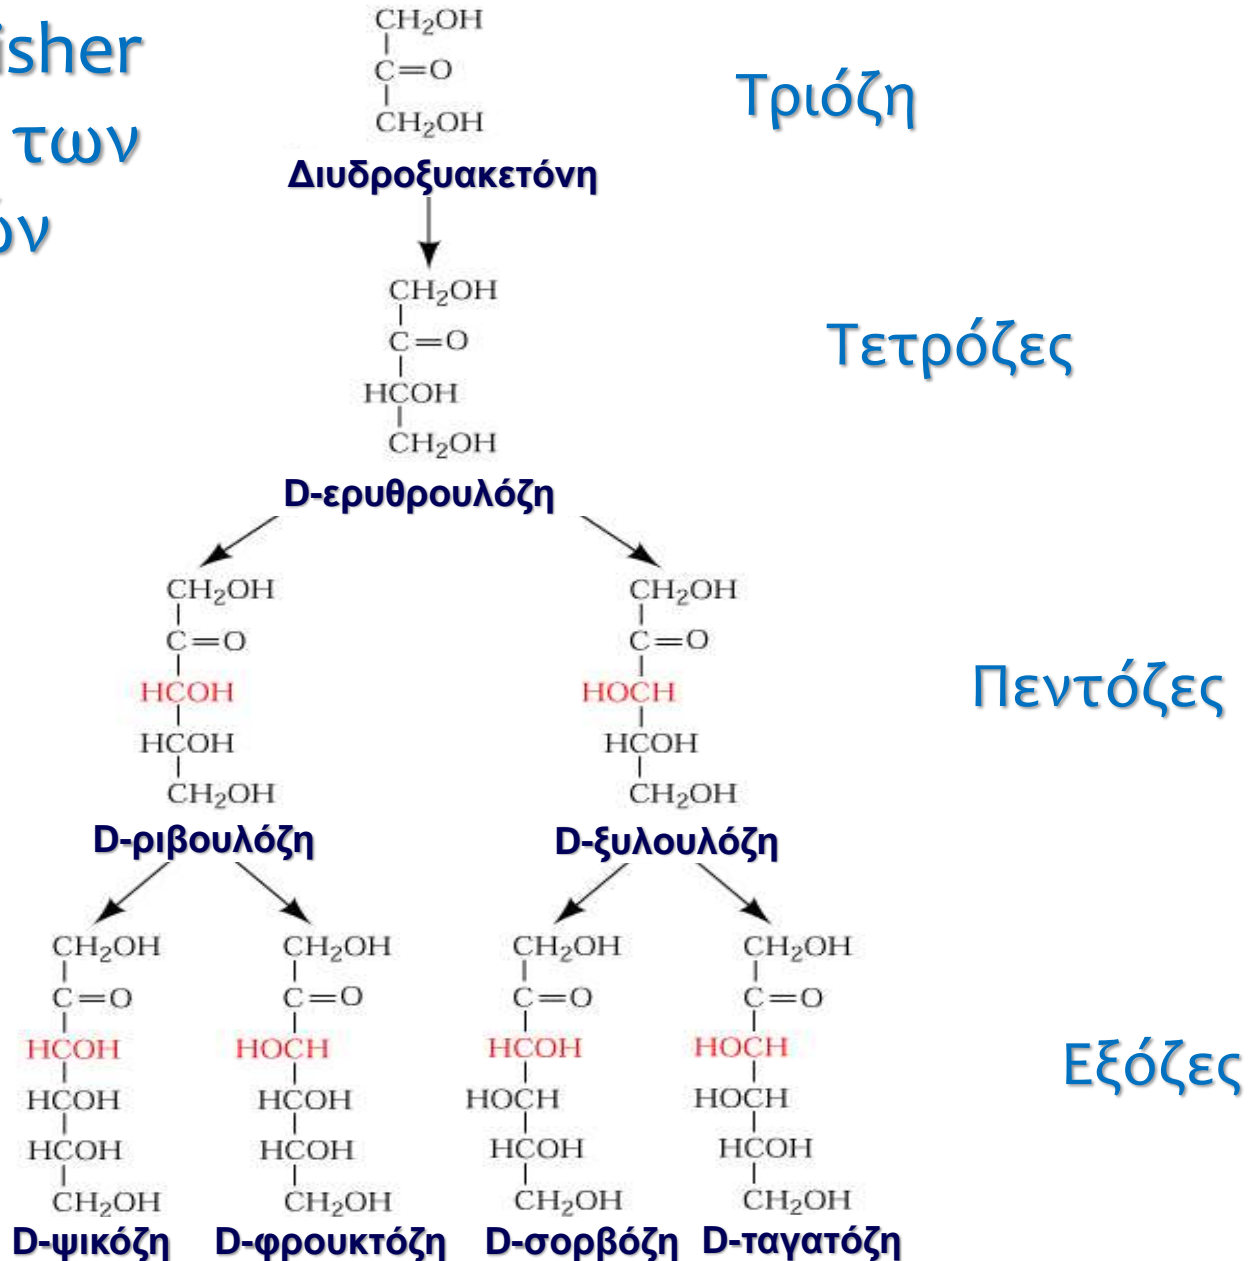 isher
των
ών
CH₂OH
C=O
CH₂OH
Διυδροξυακετόνη
Τριόζη
CH₂OH
C=O
HCOH
CH₂OH
D-ερυθρουλόζη
Τετρόζες
CH₂OH
C=O
HCOH
HCOH
CH₂OH
D-ριβουλόζη
CH₂OH
C=O
HOCH
HCOH
CH₂OH
D-ξυλουλόζη
Πεντόζες
CH₂OH
C=O
HCOH
HCOH
HCOH
CH₂OH
D-ψικόζη
CH₂OH
C=O
HOCH
HCOH
HCOH
CH₂OH
D-φρουκτόζη
CH₂OH
C=O
HCOH
HOCH
HCOH
CH₂OH
D-σορβόζη
CH₂OH
C=O
HOCH
HOCH
HCOH
CH₂OH
D-ταγατόζη
Εξόζες